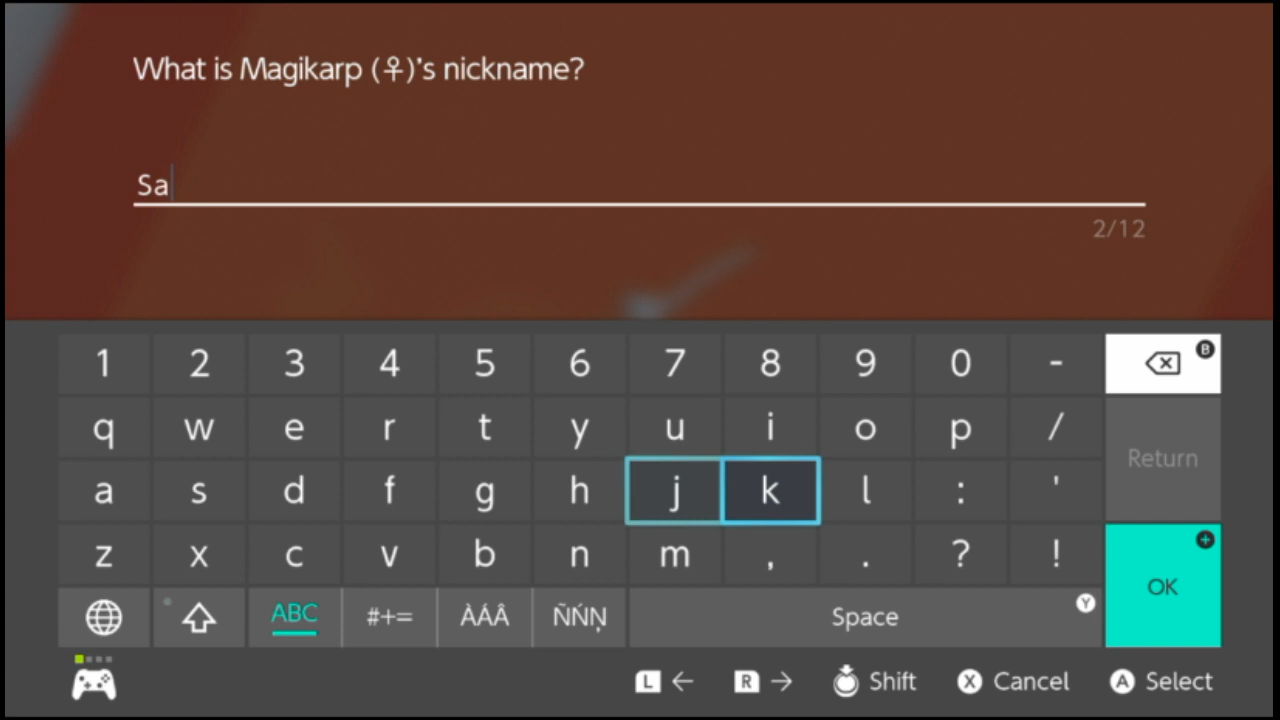 What is Magikarp (♀)'s nickname?
Sa
2/12
1 2 3 4 5 6 7 8 9 0 - B
q w e r t y u i o p /
Return
a s d f g h j k l : '
z x c v b n m , . ? !
+
OK
ABC #+= ÀÁÂ ÑŃŅ Space Y
L ← R → Shift X Cancel A Select